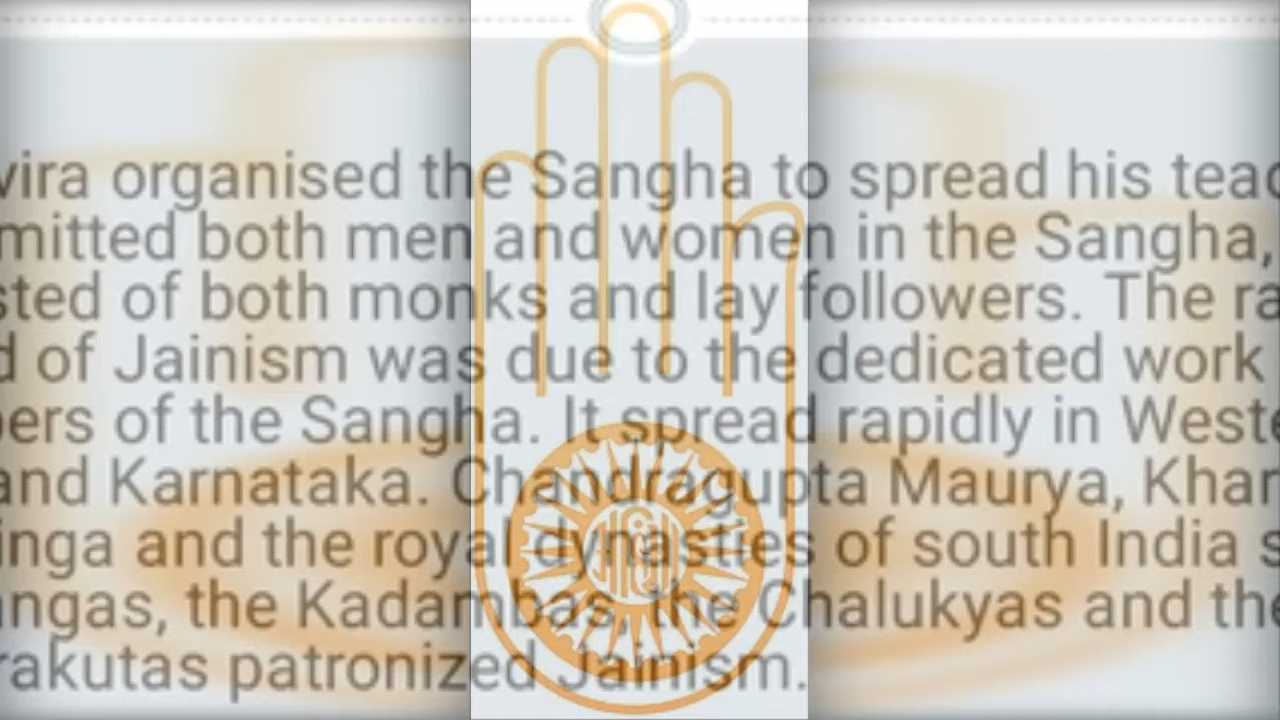 vira organised the Sangha to spread his teac
mitted both men and women in the Sangha,
sted of both monks and lay followers. The ra
d of Jainism was due to the dedicated work
bers of the Sangha. It spread rapidly in Weste
and Karnataka. Chandragupta Maurya, Khar
inga and the royal dynasties of south India s
angas, the Kadambas, the Chalukyas and the
rakutas patronized Jainism.